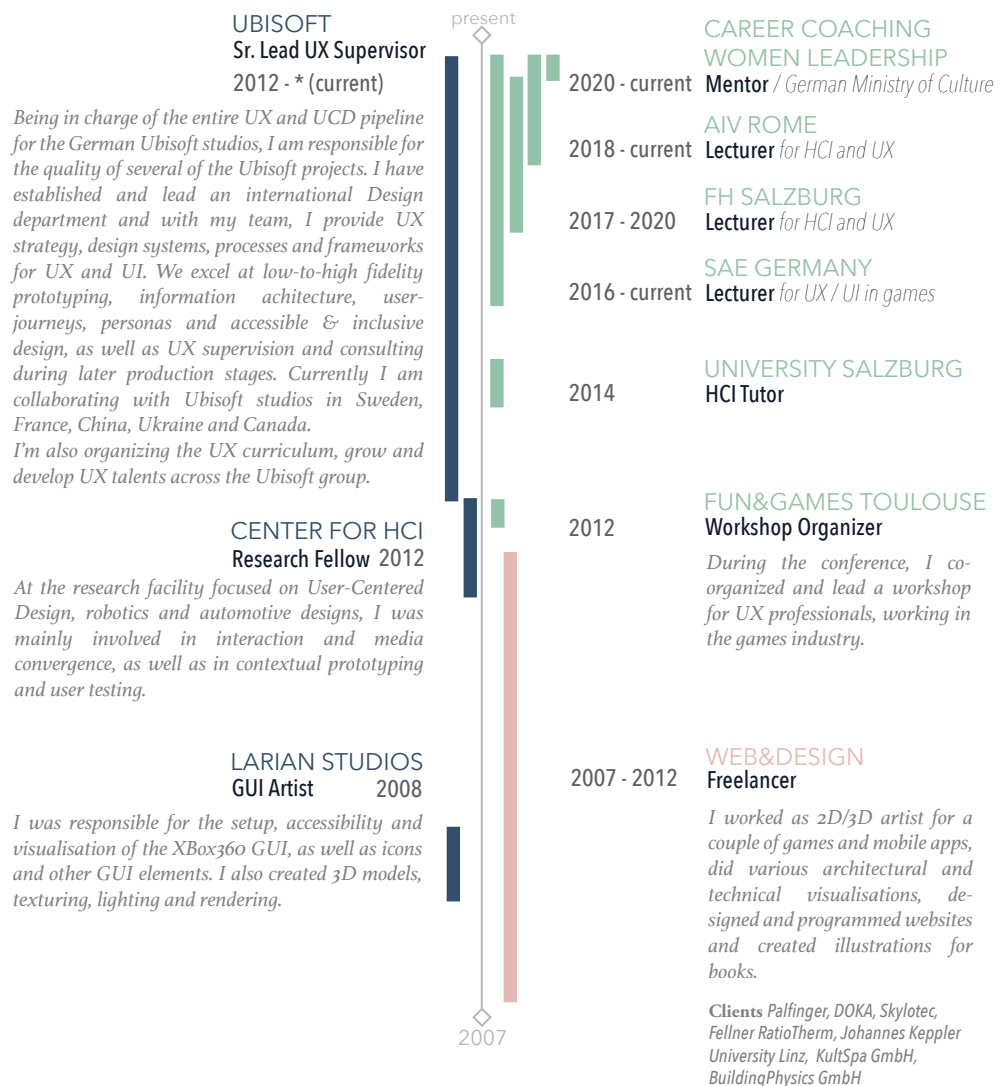 present
UBISOFT
Sr. Lead UX Supervisor
2012 - * (current)
Being in charge of the entire UX and UCD pipeline
for the German Ubisoft studios, I am responsible for
the quality of several of the Ubisoft projects. I have
established and lead an international Design
department and with my team, I provide UX
strategy, design systems, processes and frameworks
for UX and UI. We excel at low-to-high fidelity
prototyping, information achitecture, user-
journeys, personas and accessible & inclusive
design, as well as UX supervision and consulting
during later production stages. Currently I am
collaborating with Ubisoft studios in Sweden,
France, China, Ukraine and Canada.
I'm also organizing the UX curriculum, grow and
develop UX talents across the Ubisoft group.
CENTER FOR HCI
Research Fellow 2012
At the research facility focused on User-Centered
Design, robotics and automotive designs, I was
mainly involved in interaction and media
convergence, as well as in contextual prototyping
and user testing.
LARIAN STUDIOS
GUI Artist 2008
I was responsible for the setup, accessibility and
visualisation of the XBox360 GUI, as well as icons
and other GUI elements. I also created 3D models,
texturing, lighting and rendering.
CAREER COACHING
WOMEN LEADERSHIP
2020 - current Mentor / German Ministry of Culture
AIV ROME
2018 - current Lecturer for HCI and UX
FH SALZBURG
2017 - 2020 Lecturer for HCI and UX
SAE GERMANY
2016 - current Lecturer for UX / UI in games
UNIVERSITY SALZBURG
2014 HCI Tutor
FUN&GAMES TOULOUSE
2012 Workshop Organizer
During the conference, I co-
organized and lead a workshop
for UX professionals, working in
the games industry.
WEB&DESIGN
2007 - 2012 Freelancer
I worked as 2D/3D artist for a
couple of games and mobile apps,
did various architectural and
technical visualisations, de-
signed and programmed websites
and created illustrations for
books.
Clients Palfinger, DOKA, Skylotec,
Fellner RatioTherm, Johannes Keppler
University Linz, KultSpa GmbH,
BuildingPhysics GmbH
2007